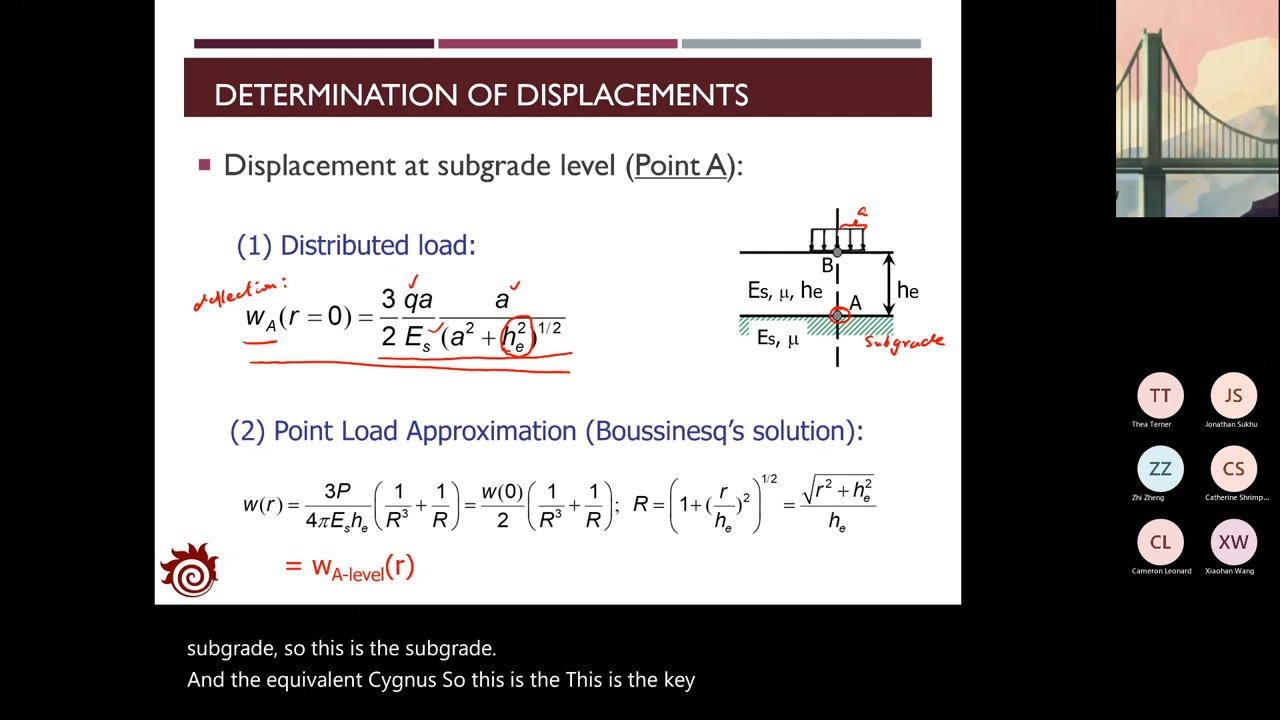 DETERMINATION OF DISPLACEMENTS
Displacement at subgrade level (Point A):
(1) Distributed load:
deflection:
w_A(r = 0) = 3/2 qa/E_s a/(a² + h_e²)^1/2
a
B
Es, μ, he
he
A
Es, μ
Subgrade
(2) Point Load Approximation (Boussinesq's solution):
w(r) = 3P/(4πE_s h_e) (1/R³ + 1/R) = w(0)/2 (1/R³ + 1/R); R = (1+(r/h_e)²)^1/2 = √(r² + h_e²)/h_e
= w_A-level(r)
TT
Thea Terner
JS
Jonathan Sukhu
ZZ
Zhi Zheng
CS
Catherine Shrimp...
CL
Cameron Leonard
XW
Xiaohan Wang
subgrade, so this is the subgrade.
And the equivalent Cygnus So this is the This is the key